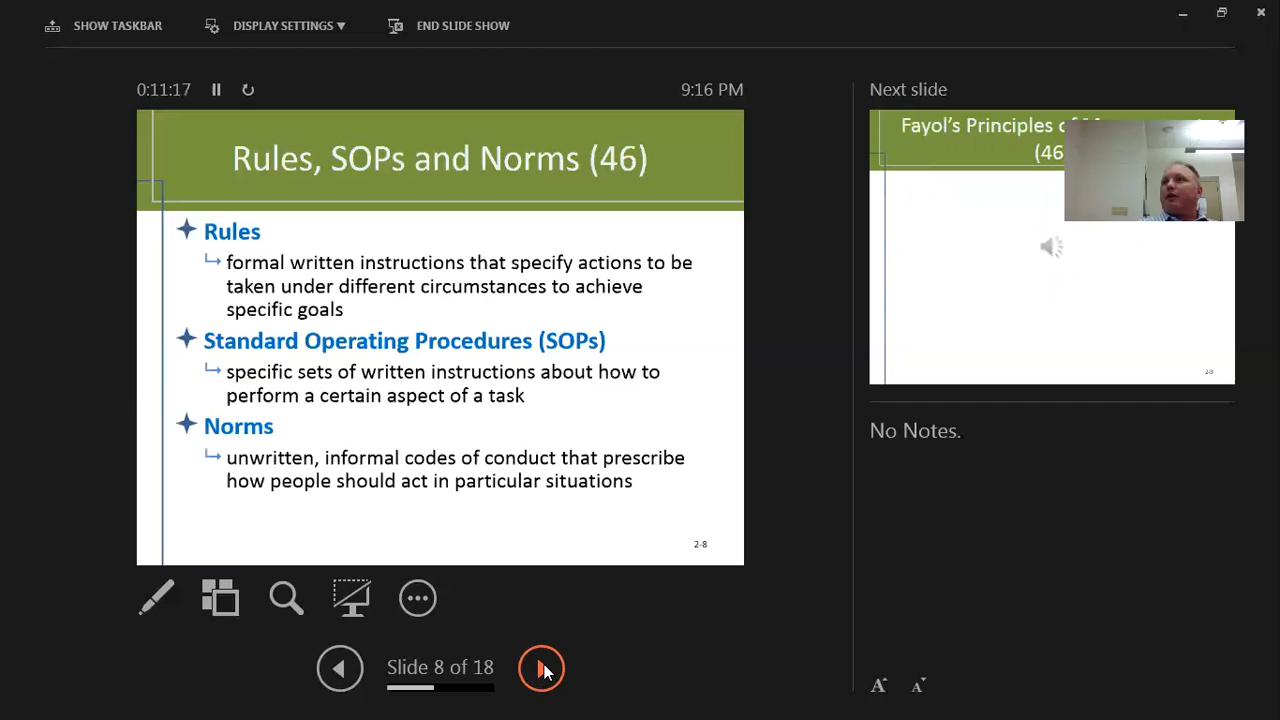 SHOW TASKBAR
DISPLAY SETTINGS ▼
END SLIDE SHOW
0:11:17
9:16 PM
Next slide
Rules, SOPs and Norms (46)
Rules
formal written instructions that specify actions to be
taken under different circumstances to achieve
specific goals
Standard Operating Procedures (SOPs)
specific sets of written instructions about how to
perform a certain aspect of a task
Norms
unwritten, informal codes of conduct that prescribe
how people should act in particular situations
2-8
Fayol's Principles
(46
2-9
No Notes.
Slide 8 of 18
A A